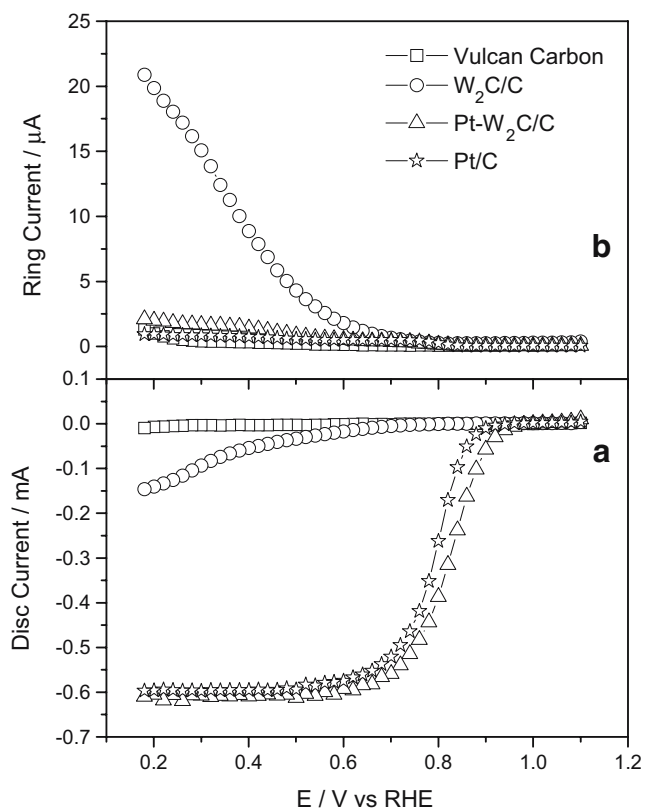 25
20
15
10
5
0
Ring Current / μA
Vulcan Carbon
W₂C/C
Pt-W₂C/C
Pt/C
b
0.1
0.0
-0.1
-0.2
-0.3
-0.4
-0.5
-0.6
-0.7
Disc Current / mA
a
0.2 0.4 0.6 0.8 1.0 1.2
E / V vs RHE